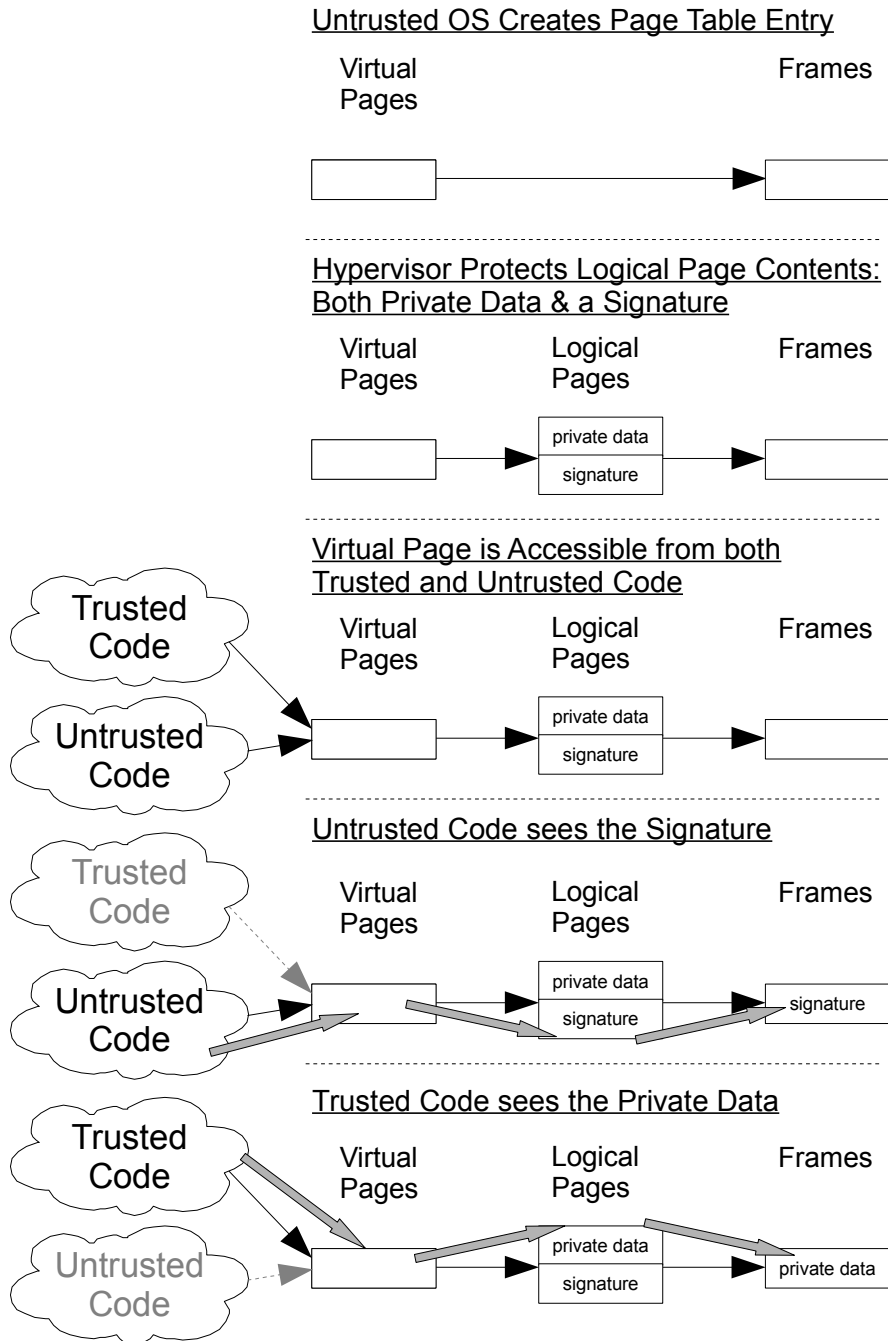 Untrusted OS Creates Page Table Entry
Virtual
Pages
Frames
Hypervisor Protects Logical Page Contents:
Both Private Data & a Signature
Virtual
Pages
Logical
Pages
Frames
private data
signature
Virtual Page is Accessible from both
Trusted and Untrusted Code
Trusted
Code
Virtual
Pages
Logical
Pages
Frames
Untrusted
Code
private data
signature
Untrusted Code sees the Signature
Trusted
Code
Virtual
Pages
Logical
Pages
Frames
Untrusted
Code
private data
signature
signature
Trusted Code sees the Private Data
Trusted
Code
Virtual
Pages
Logical
Pages
Frames
Untrusted
Code
private data
signature
private data